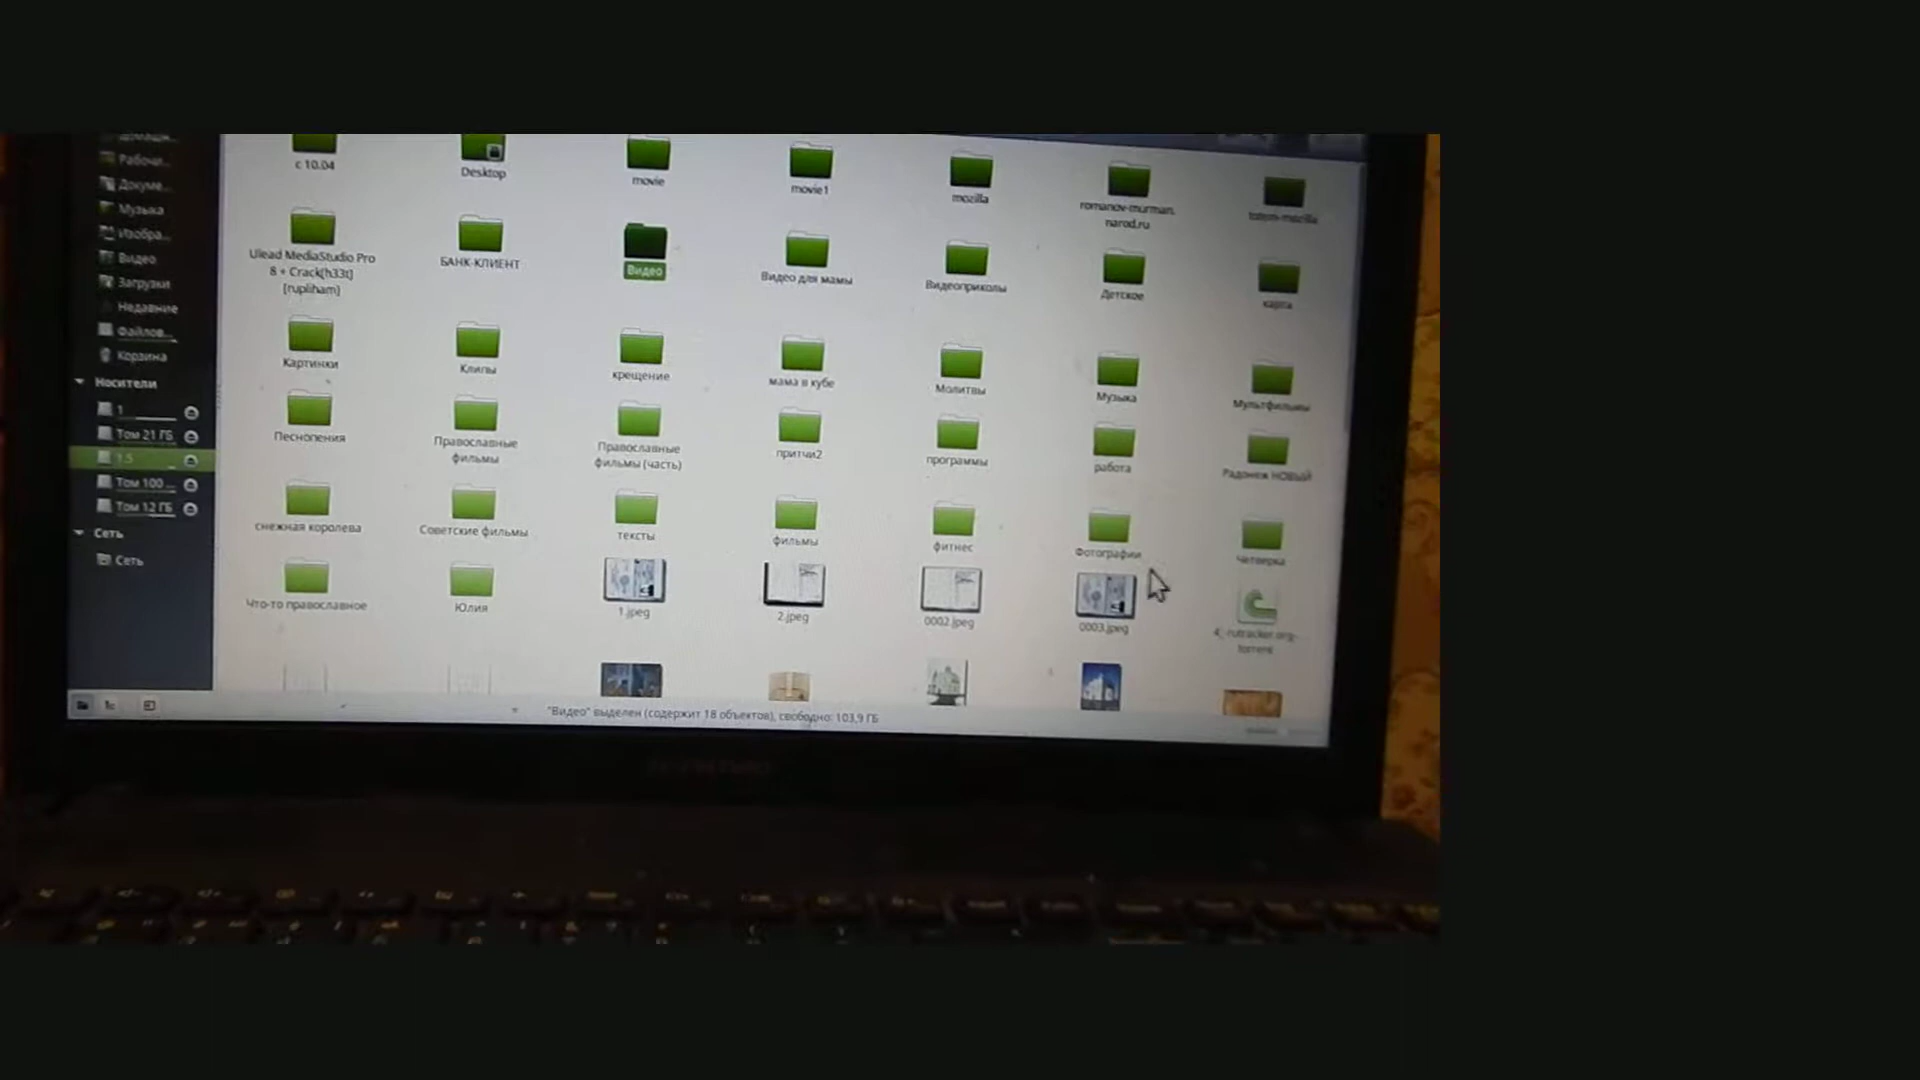 Рабочи...
Докуме...
Музыка
Изобра...
Видео
Загрузки
Недавние
Файлов...
Корзина
Носители
1
Том 21 ГБ
1.5
Том 100 ...
Том 12 ГБ
Сеть
Сеть
с 10.04
Desktop
movie
movie1
mozilla
romanov-murman.
narod.ru
totem-mozilla
Ulead MediaStudio Pro
8 + Crack[h33t]
[rupliham]
БАНК-КЛИЕНТ
Видео
Видео для мамы
Видеоприколы
Детское
карта
Картинки
Клипы
крещение
мама в кубе
Молитвы
Музыка
Мультфильмы
Песнопения
Православные
фильмы
Православные
фильмы (часть)
притчи2
программы
работа
Радонеж НОВЫЙ
снежная королева
Советские фильмы
тексты
фильмы
фитнес
Фотографии
Четверка
Что-то православное
Юлия
1.jpeg
2.jpeg
0002.jpeg
0003.jpeg
4_rutracker.org-
torrent
"Видео" выделен (содержит 18 объектов), свободно: 103,9 ГБ